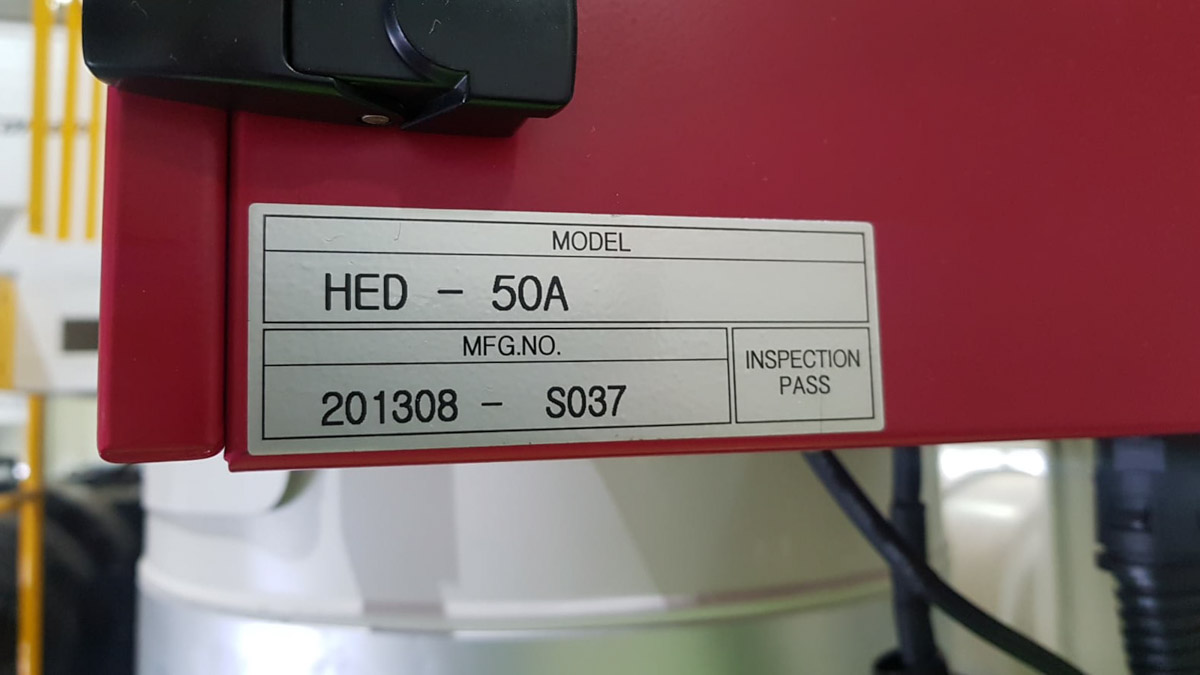 MODEL
HED - 50A
MFG.NO.
201308 - S037
INSPECTION
PASS